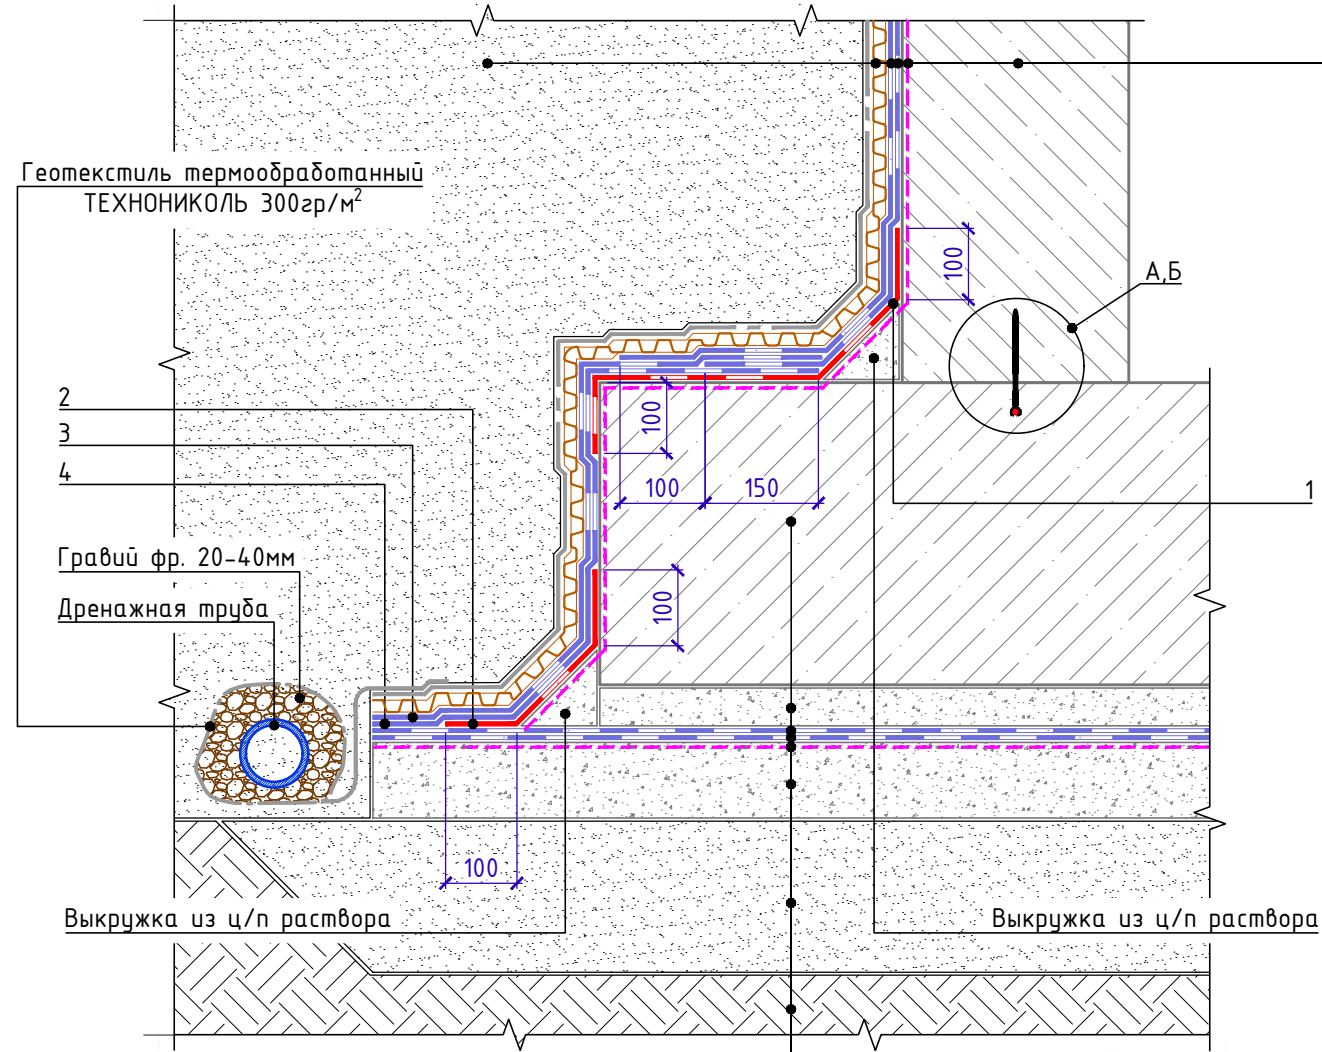 Геотекстиль термообработанный
ТЕХНОНИКОЛЬ 300гр/м²
100
А,Б
2
3
4
100
100
150
1
Гравий фр. 20-40мм
Дренажная труба
100
100
Выкружка из ц/п раствора
Выкружка из ц/п раствора